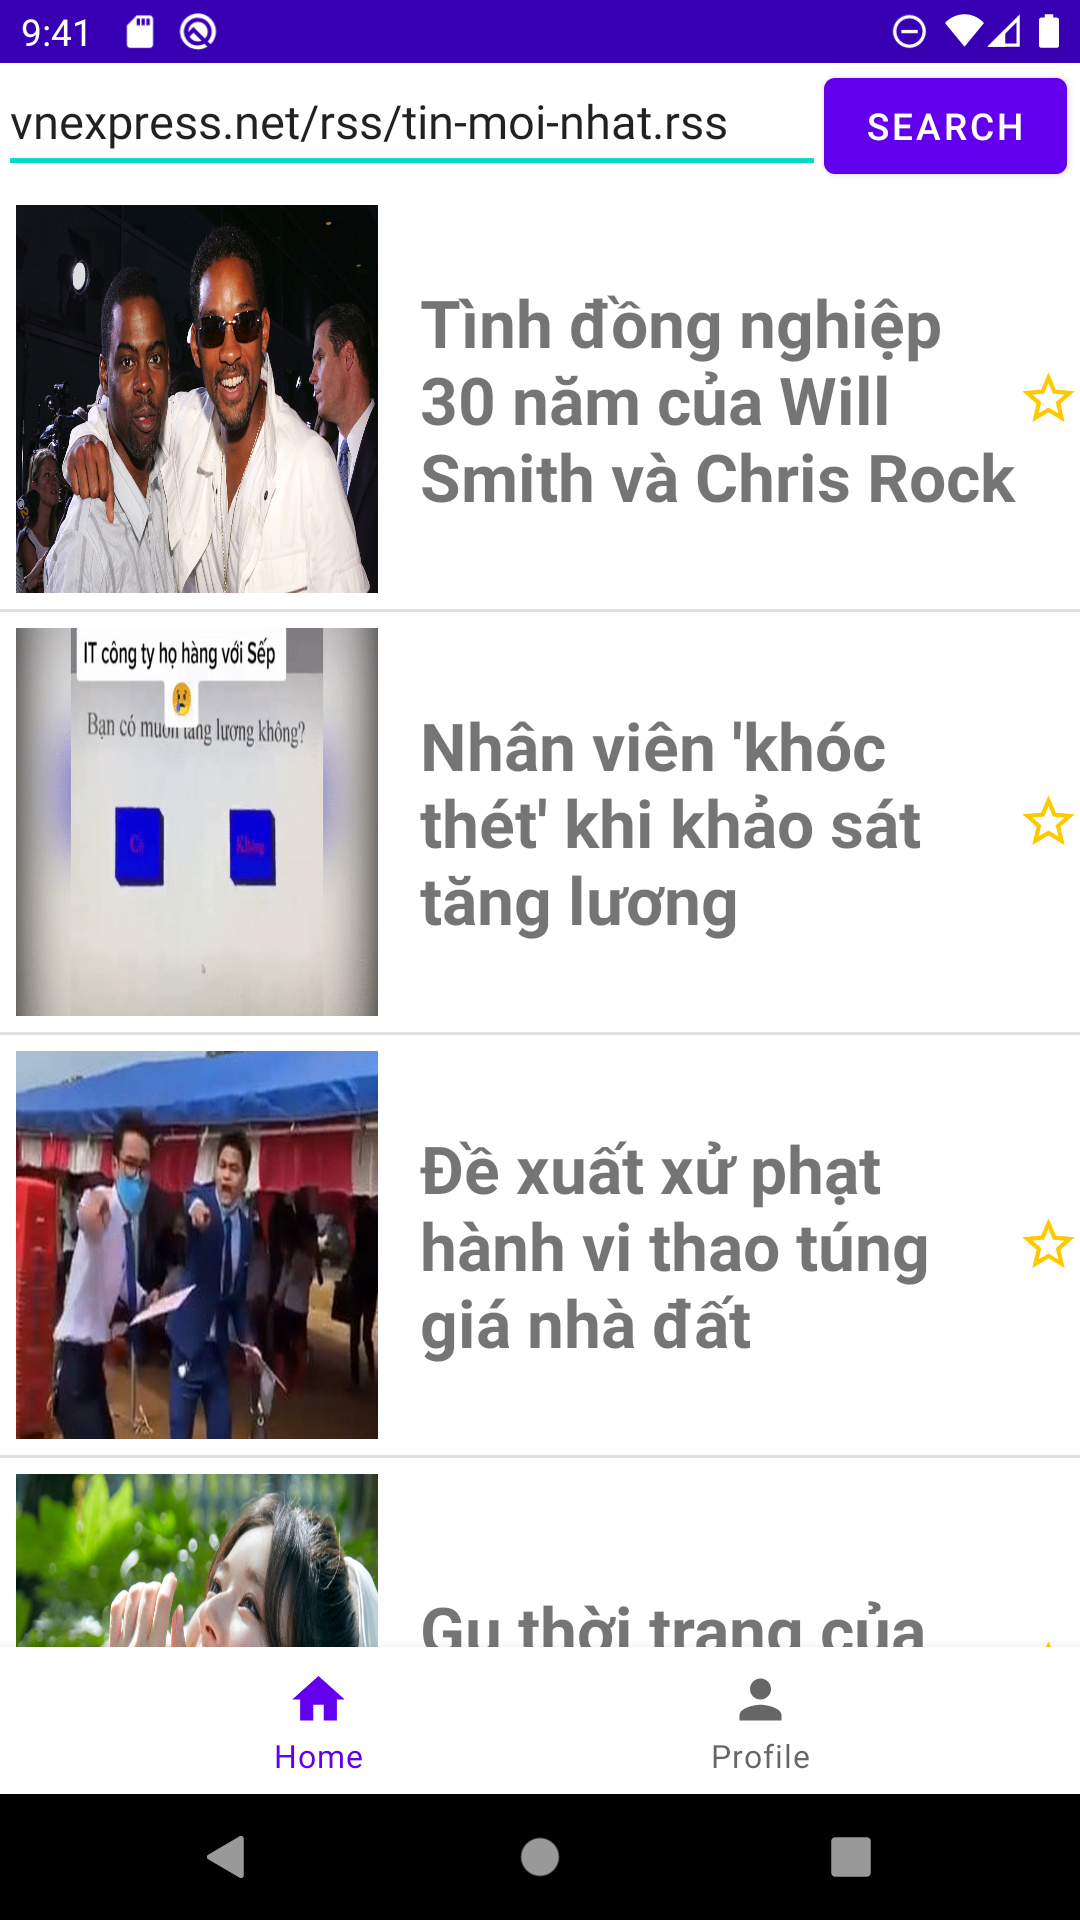 9:41
vnexpress.net/rss/tin-moi-nhat.rss
SEARCH
Tình đồng nghiệp
30 năm của Will
Smith và Chris Rock
IT công ty họ hàng với Sếp
Bạn có muốn tăng lương không?
Có
Không
Nhân viên 'khóc
thét' khi khảo sát
tăng lương
Đề xuất xử phạt
hành vi thao túng
giá nhà đất
Gu thời trang của
Home
Profile